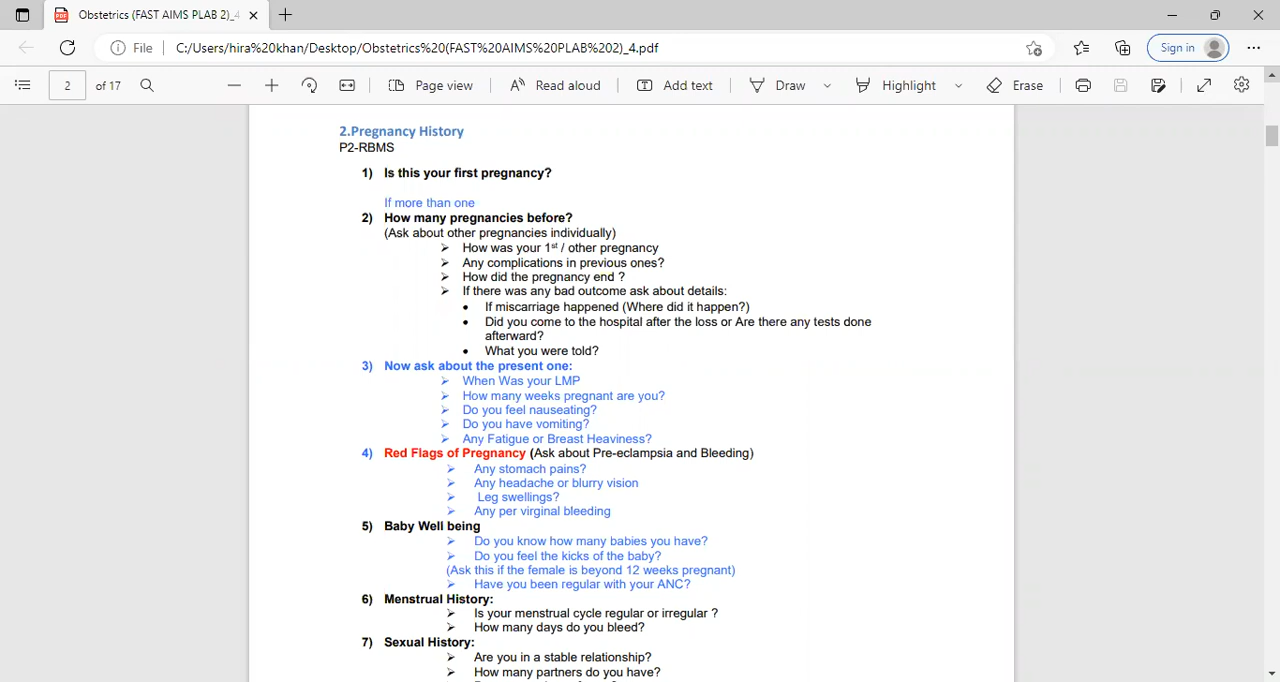 Obstetrics (FAST AIMS PLAB 2)_4
File C:/Users/hira%20khan/Desktop/Obstetrics%20(FAST%20AIMS%20PLAB%202)_4.pdf Sign in
2 of 17 Page view Read aloud Add text Draw Highlight Erase
2.Pregnancy History
P2-RBMS
1) Is this your first pregnancy?
If more than one
2) How many pregnancies before?
(Ask about other pregnancies individually)
How was your 1st / other pregnancy
Any complications in previous ones?
How did the pregnancy end ?
If there was any bad outcome ask about details:
If miscarriage happened (Where did it happen?)
Did you come to the hospital after the loss or Are there any tests done
afterward?
What you were told?
3) Now ask about the present one:
When Was your LMP
How many weeks pregnant are you?
Do you feel nauseating?
Do you have vomiting?
Any Fatigue or Breast Heaviness?
4) Red Flags of Pregnancy (Ask about Pre-eclampsia and Bleeding)
Any stomach pains?
Any headache or blurry vision
Leg swellings?
Any per virginal bleeding
5) Baby Well being
Do you know how many babies you have?
Do you feel the kicks of the baby?
(Ask this if the female is beyond 12 weeks pregnant)
Have you been regular with your ANC?
6) Menstrual History:
Is your menstrual cycle regular or irregular ?
How many days do you bleed?
7) Sexual History:
Are you in a stable relationship?
How many partners do you have?